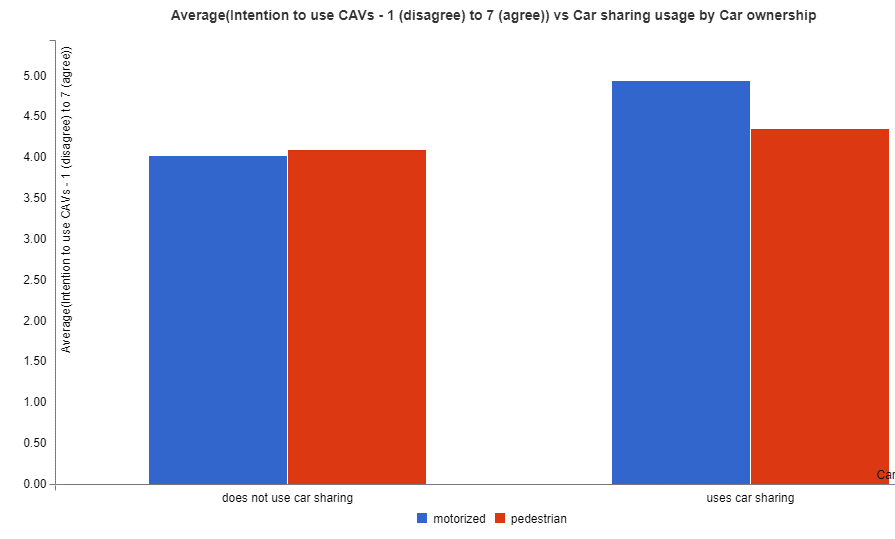 Average(Intention to use CAVs - 1 (disagree) to 7 (agree)) vs Car sharing usage by Car ownership
Average(Intention to use CAVs - 1 (disagree) to 7 (agree))
5.00
4.50
4.00
3.50
3.00
2.50
2.00
1.50
1.00
0.50
0.00
Car
does not use car sharing
uses car sharing
motorized
pedestrian